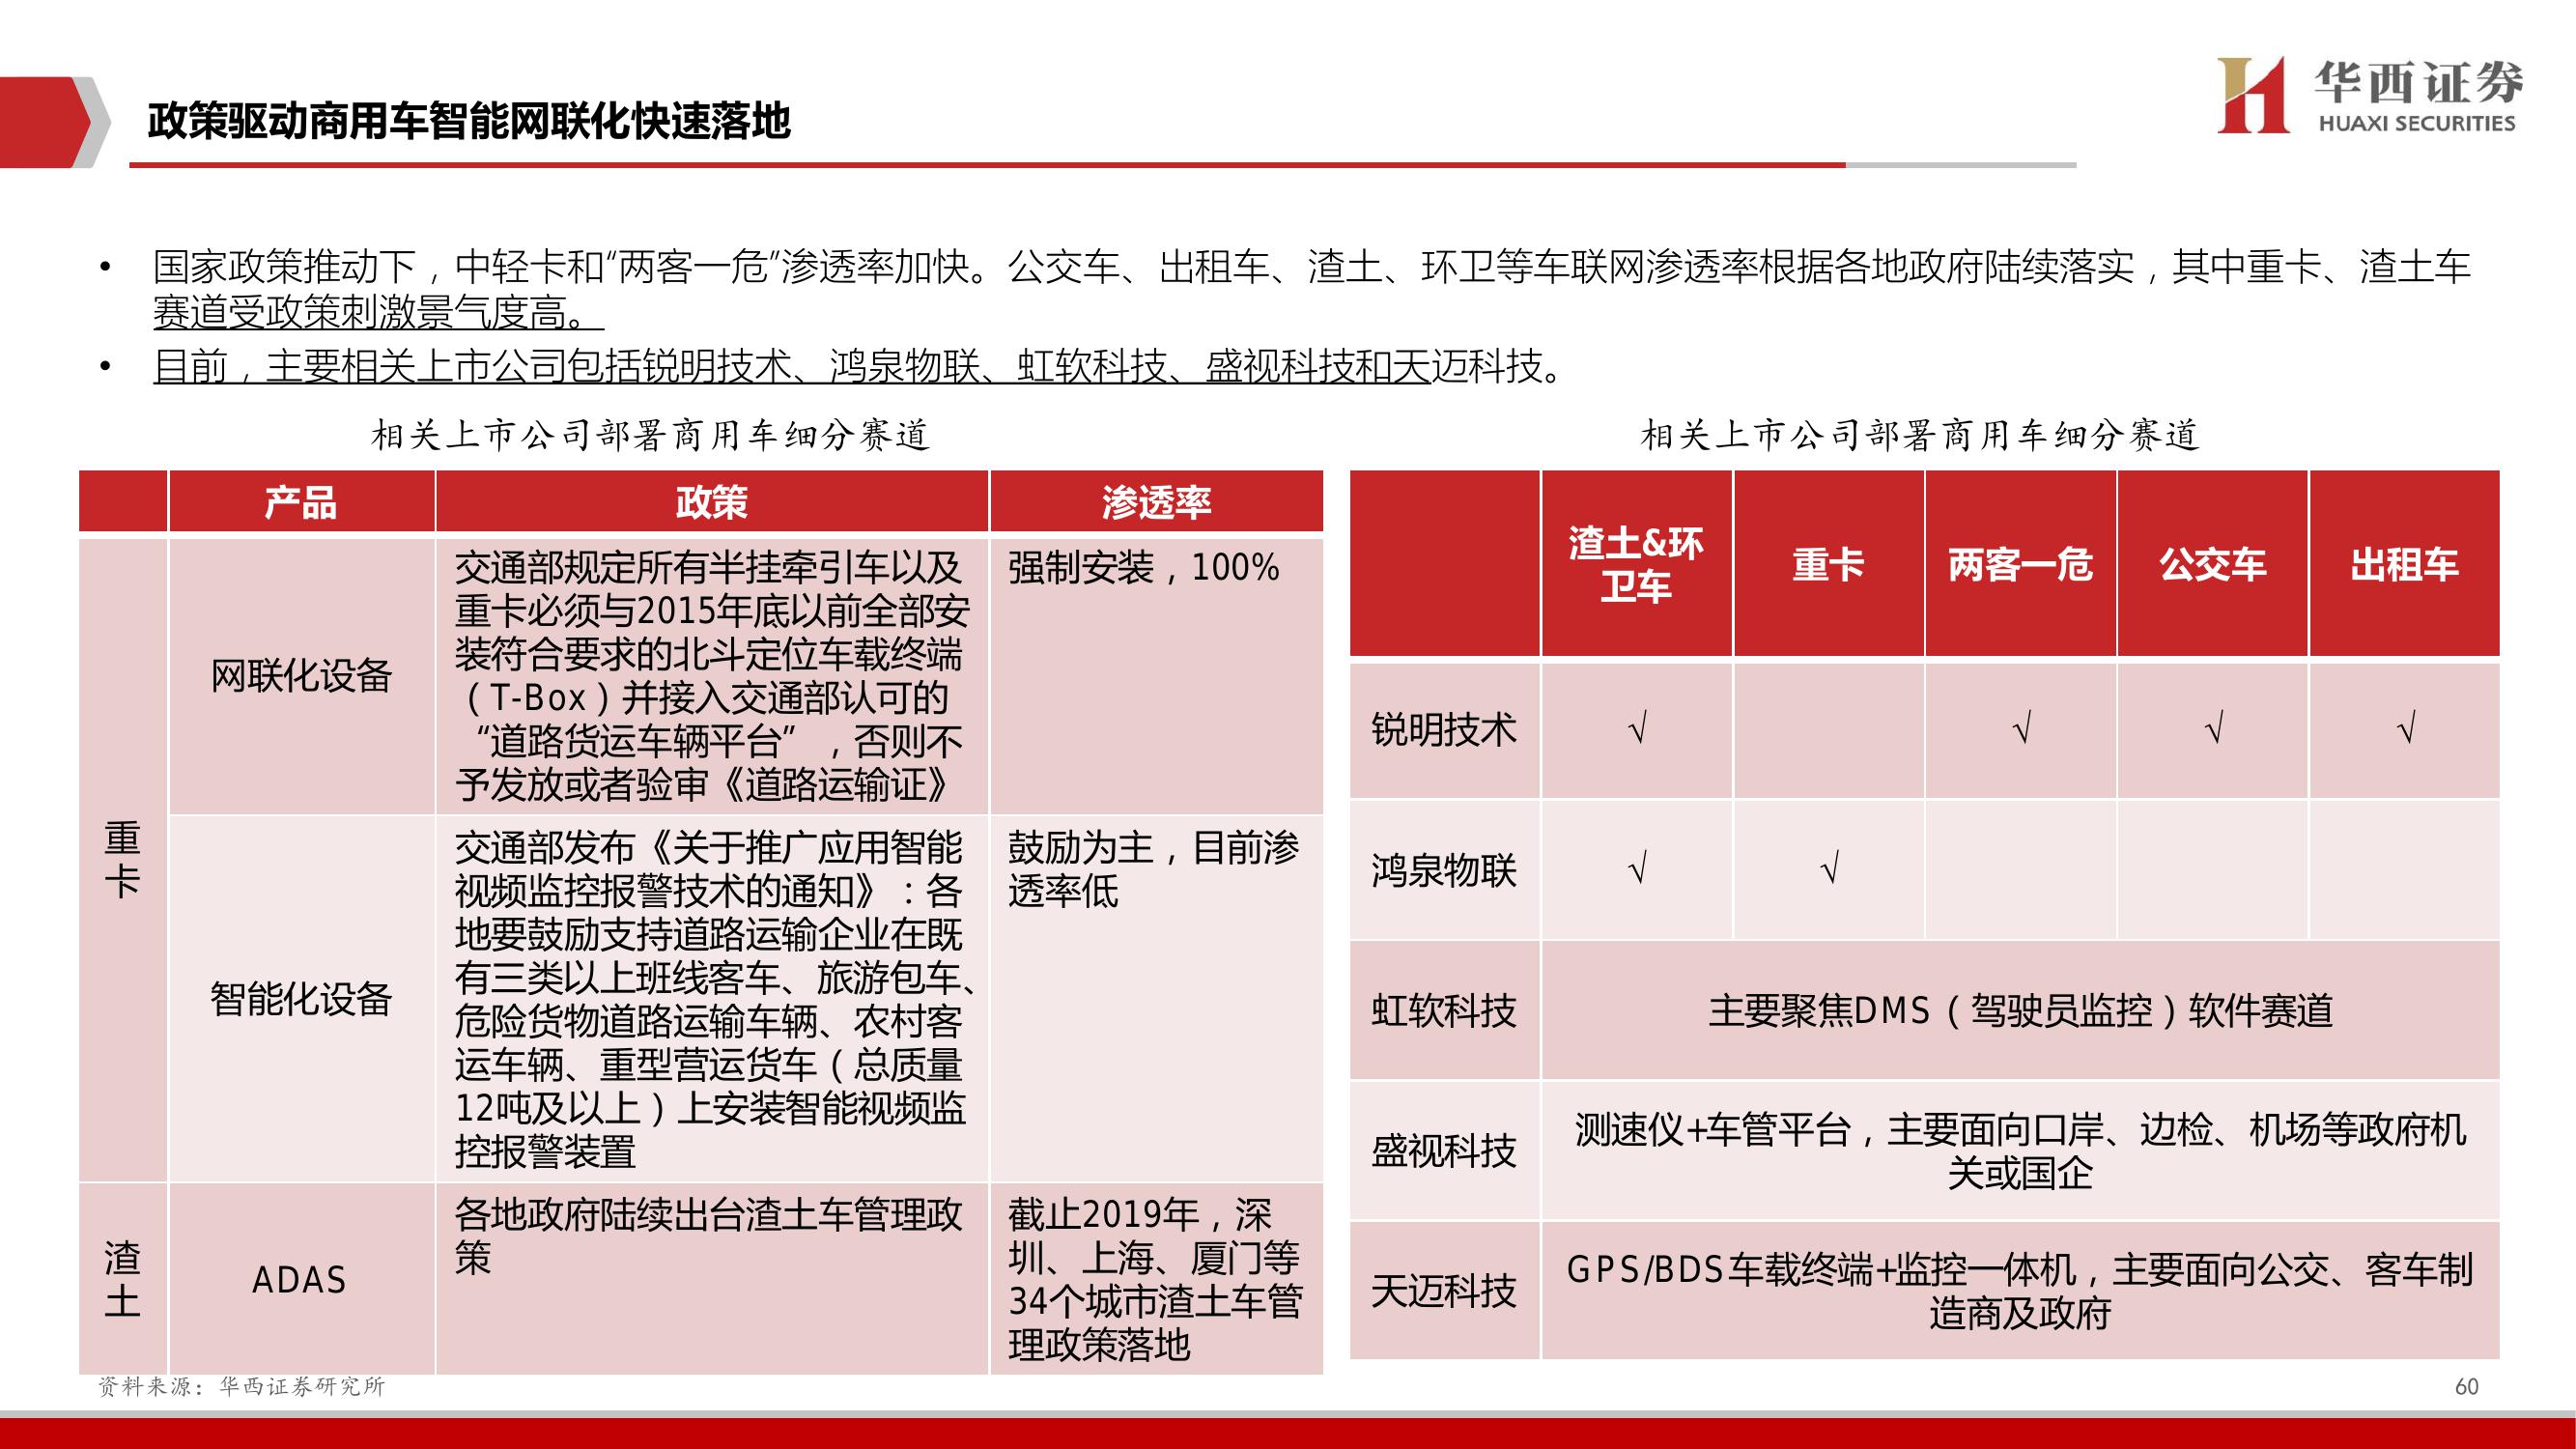 政策驱动商用车智能网联化快速落地
华西证券
HUAXI SECURITIES
• 国家政策推动下，中轻卡和“两客一危”渗透率加快。公交车、出租车、渣土、环卫等车联网渗透率根据各地政府陆续落实，其中重卡、渣土车
赛道受政策刺激景气度高。
• 目前，主要相关上市公司包括锐明技术、鸿泉物联、虹软科技、盛视科技和天迈科技。
相关上市公司部署商用车细分赛道
产品 政策 渗透率
重
卡
网联化设备
交通部规定所有半挂牵引车以及
重卡必须与2015年底以前全部安
装符合要求的北斗定位车载终端
（T-Box）并接入交通部认可的
“道路货运车辆平台”，否则不
予发放或者验审《道路运输证》
强制安装，100%
智能化设备
交通部发布《关于推广应用智能
视频监控报警技术的通知》：各
地要鼓励支持道路运输企业在既
有三类以上班线客车、旅游包车、
危险货物道路运输车辆、农村客
运车辆、重型营运货车（总质量
12吨及以上）上安装智能视频监
控报警装置
鼓励为主，目前渗
透率低
渣
土
ADAS
各地政府陆续出台渣土车管理政
策
截止2019年，深
圳、上海、厦门等
34个城市渣土车管
理政策落地
相关上市公司部署商用车细分赛道
渣土&环
卫车
重卡 两客一危 公交车 出租车
锐明技术 √ √ √ √
鸿泉物联 √ √
虹软科技 主要聚焦DMS（驾驶员监控）软件赛道
盛视科技
测速仪+车管平台，主要面向口岸、边检、机场等政府机
关或国企
天迈科技
GPS/BDS车载终端+监控一体机，主要面向公交、客车制
造商及政府
资料来源：华西证券研究所
60